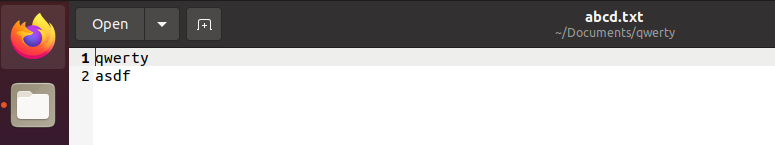 Open
abcd.txt
~/Documents/qwerty
1 qwerty
2 asdf